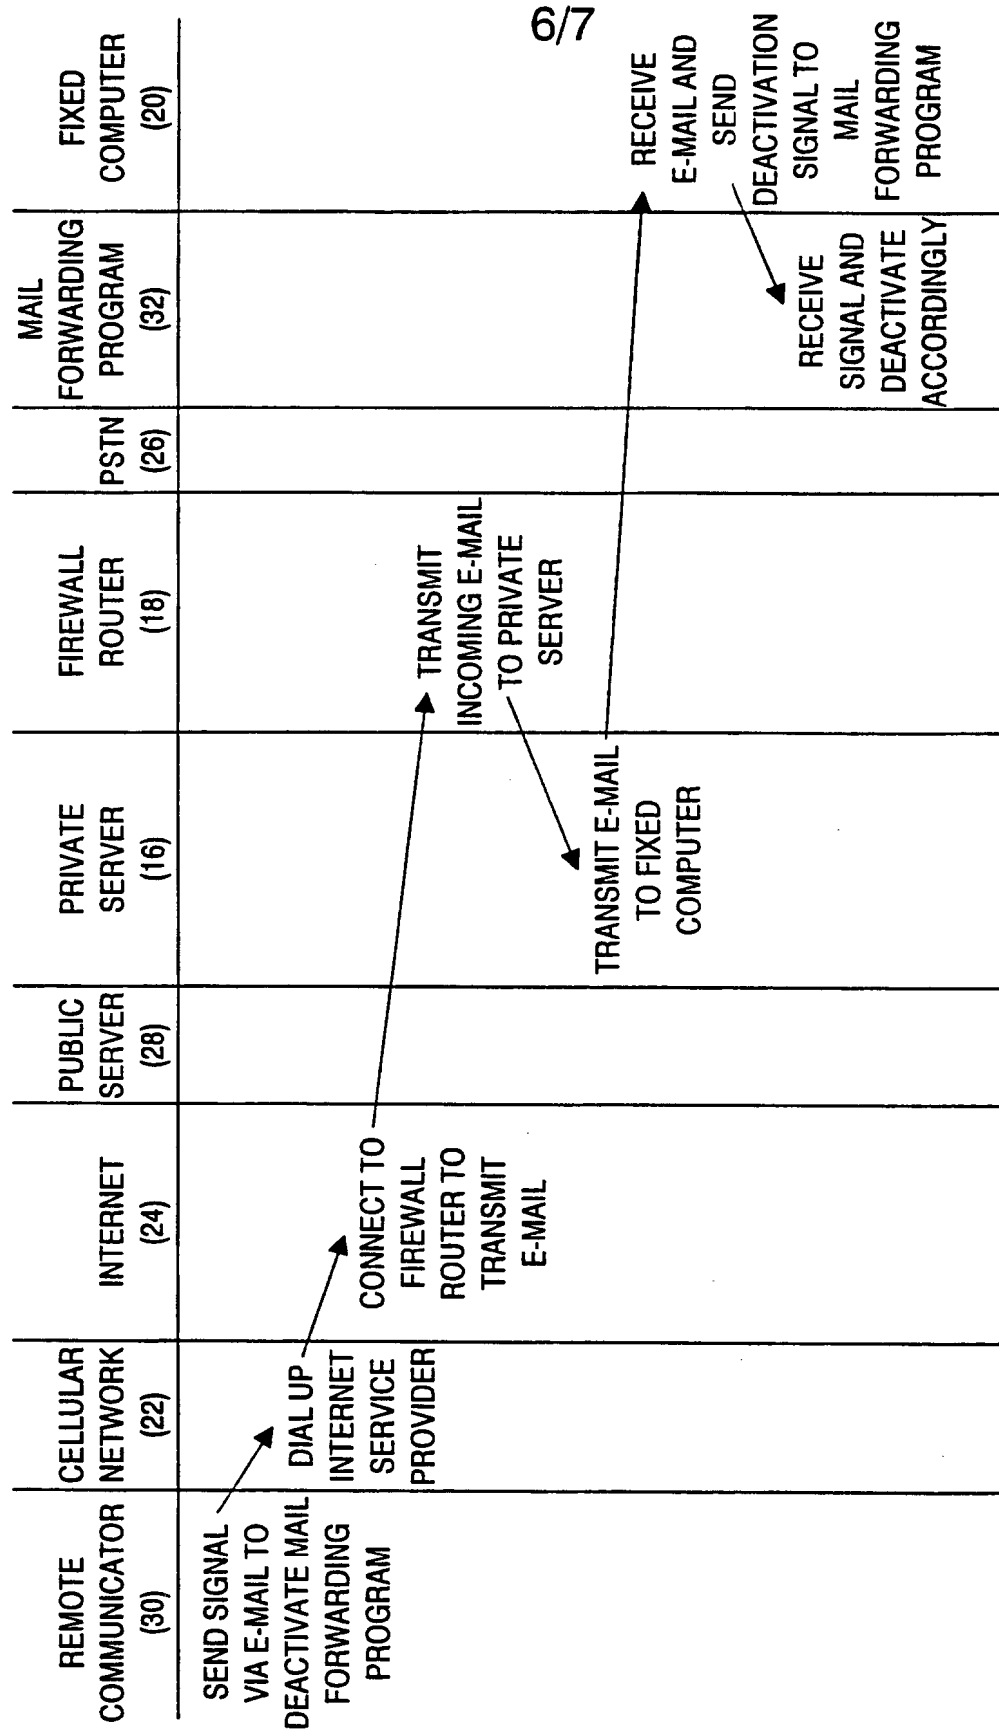 6/7
REMOTE
COMMUNICATOR
(30)
CELLULAR
NETWORK
(22)
INTERNET
(24)
PUBLIC
SERVER
(28)
PRIVATE
SERVER
(16)
FIREWALL
ROUTER
(18)
PSTN
(26)
MAIL
FORWARDING
PROGRAM
(32)
FIXED
COMPUTER
(20)
SEND SIGNAL
VIA E-MAIL TO
DEACTIVATE MAIL
FORWARDING
PROGRAM
DIAL UP
INTERNET
SERVICE
PROVIDER
CONNECT TO
FIREWALL
ROUTER TO
TRANSMIT
E-MAIL
TRANSMIT
INCOMING E-MAIL
TO PRIVATE
SERVER
TRANSMIT E-MAIL
TO FIXED
COMPUTER
RECEIVE
E-MAIL AND
SEND
DEACTIVATION
SIGNAL TO
MAIL
FORWARDING
PROGRAM
RECEIVE
SIGNAL AND
DEACTIVATE
ACCORDINGLY